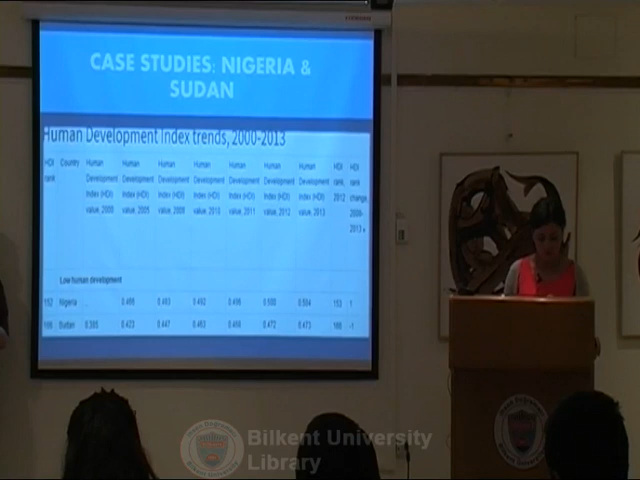 CASE STUDIES: NIGERIA &
SUDAN
Human Development Index trends, 2000-2013
HDI rank
Country
Human Development Index (HDI) value, 2000
Human Development Index (HDI) value, 2005
Human Development Index (HDI) value, 2009
Human Development Index (HDI) value, 2010
Human Development Index (HDI) value, 2011
Human Development Index (HDI) value, 2012
Human Development Index (HDI) value, 2013
HDI rank, 2012
HDI rank change, 2008-2013
Low human development
152 Nigeria .. 0.466 0.483 0.492 0.496 0.500 0.504 153 1
166 Sudan 0.385 0.423 0.447 0.463 0.468 0.472 0.473 -1
Bilkent University
Library